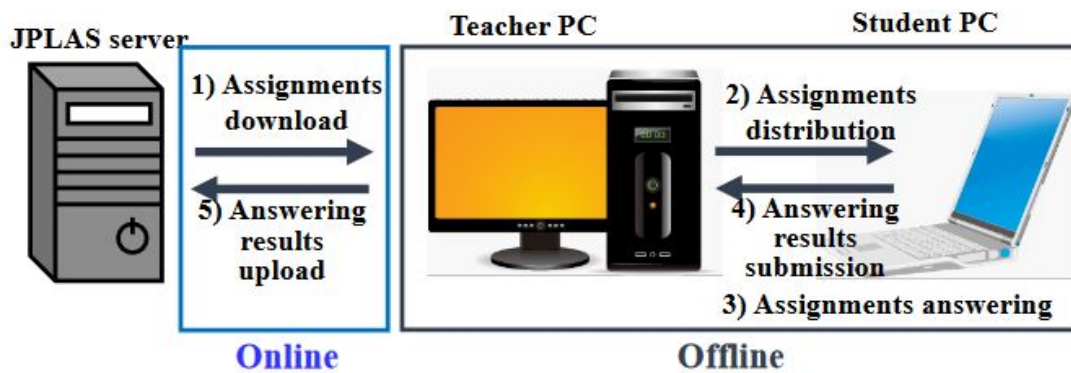 JPLAS server
Teacher PC
Student PC
1) Assignments
download
5) Answering
results
upload
2) Assignments
distribution
4) Answering
results
submission
3) Assignments answering
Online
Offline